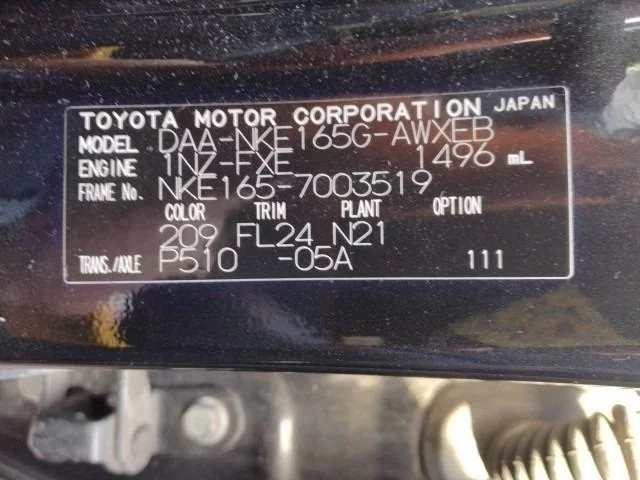 TOYOTA MOTOR CORPORATION JAPAN
MODEL DAA-NKE165G-AWXEB
ENGINE 1NZ-FXE 1496 mL
FRAME No. NKE165-7003519
COLOR TRIM PLANT OPTION
209 FL24 N21
TRANS./AXLE P510 -05A 111